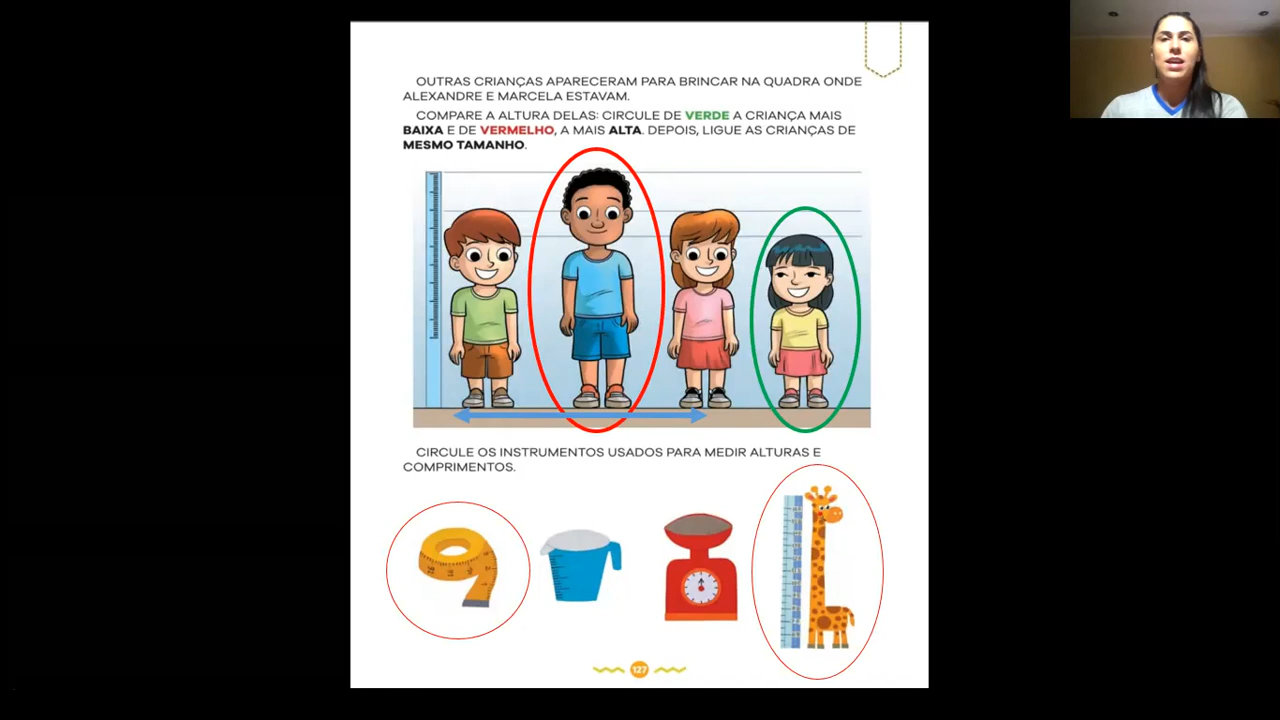 OUTRAS CRIANÇAS APARECERAM PARA BRINCAR NA QUADRA ONDE
ALEXANDRE E MARCELA ESTAVAM.
COMPARE A ALTURA DELAS: CIRCULE DE VERDE A CRIANÇA MAIS
BAIXA E DE VERMELHO, A MAIS ALTA. DEPOIS, LIGUE AS CRIANÇAS DE
MESMO TAMANHO.
CIRCULE OS INSTRUMENTOS USADOS PARA MEDIR ALTURAS E
COMPRIMENTOS.
127